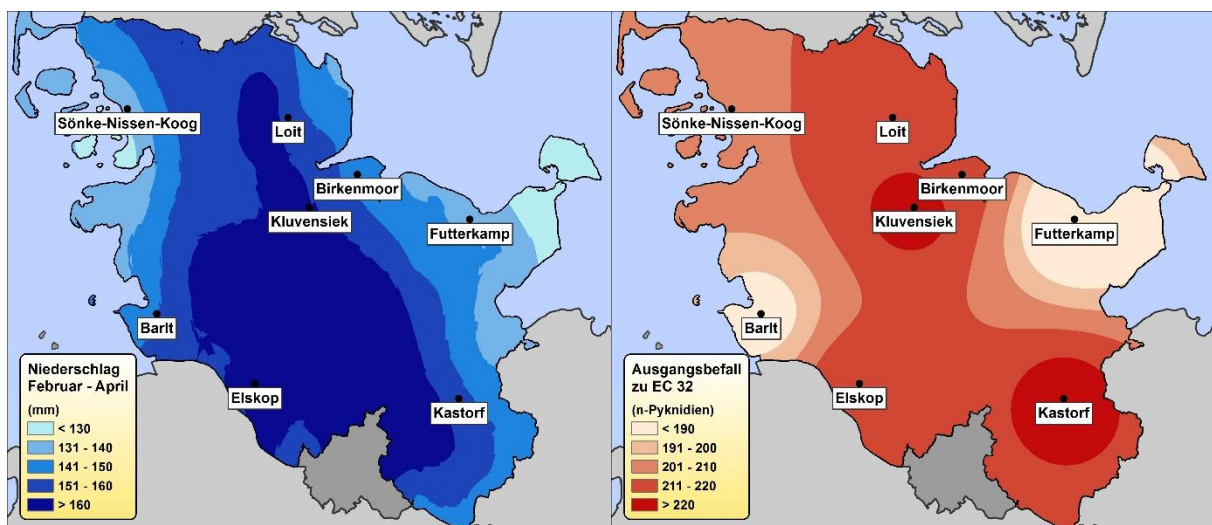 Sönke-Nissen-Koog
Loit
Birkenmoor
Kluvensiek
Futterkamp
Barlt
Elskop
Kastorf
Niederschlag
Februar - April
(mm)
< 130
131 - 140
141 - 150
151 - 160
> 160
Sönke-Nissen-Koog
Loit
Birkenmoor
Kluvensiek
Futterkamp
Barlt
Elskop
Kastorf
Ausgangsbefall
zu EC 32
(n-Pyknidien)
< 190
191 - 200
201 - 210
211 - 220
> 220